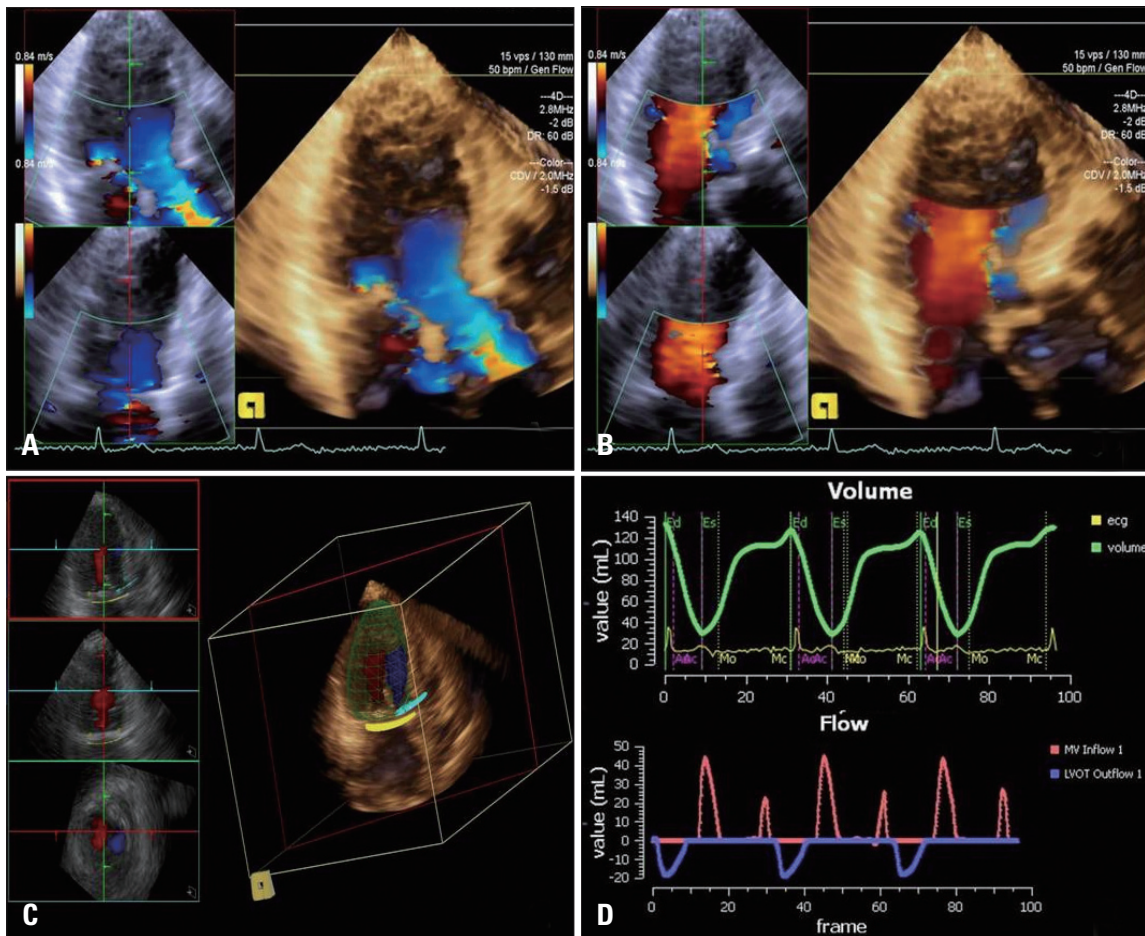 A
0.84 m/s
0.84 m/s
15 vps / 130 mm
50 bpm / Gen Flow
---4D---
2.8MHz
-2 dB
DR: 60 dB
---Color---
CDV / 2.0MHz
-1.5 dB
B
0.84 m/s
0.84 m/s
15 vps / 130 mm
50 bpm / Gen Flow
---4D---
2.8MHz
-2 dB
DR: 60 dB
---Color---
CDV / 2.0MHz
-1.5 dB
C
D
Volume
value (mL)
140
120
100
80
60
40
20
0
Ed Es Ed Es Ed Es
Mo Mc Mc Mo Mc
0 20 40 60 80 100
ecg
volume
Flow
value (mL)
50
40
30
20
10
0
-10
-20
0 20 40 60 80 100
frame
MV Inflow 1
LVOT Outflow 1